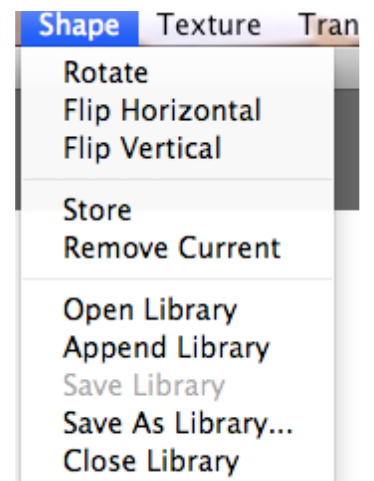 Shape Texture Tran
Rotate
Flip Horizontal
Flip Vertical
Store
Remove Current
Open Library
Append Library
Save Library
Save As Library...
Close Library